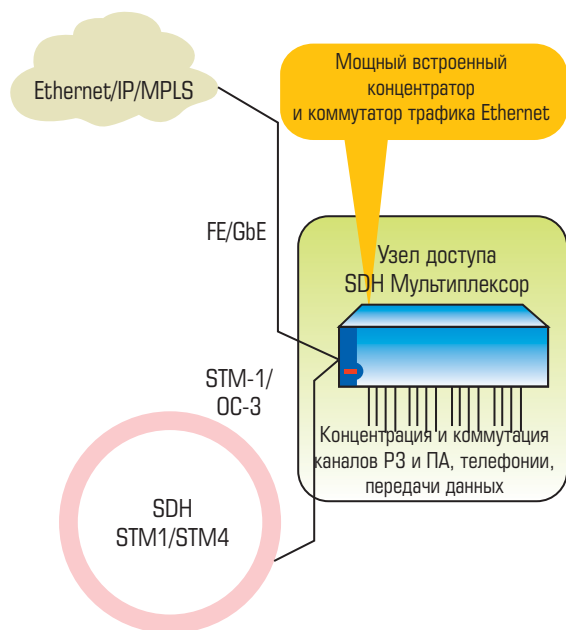 Ethernet/IP/MPLS
Мощный встроенный
концентратор
и коммутатор трафика Ethernet
FE/GbE
Узел доступа
SDH Мультиплексор
STM-1/
OC-3
Концентрация и коммутация
каналов РЗ и ПА, телефонии,
передачи данных
SDH
STM1/STM4